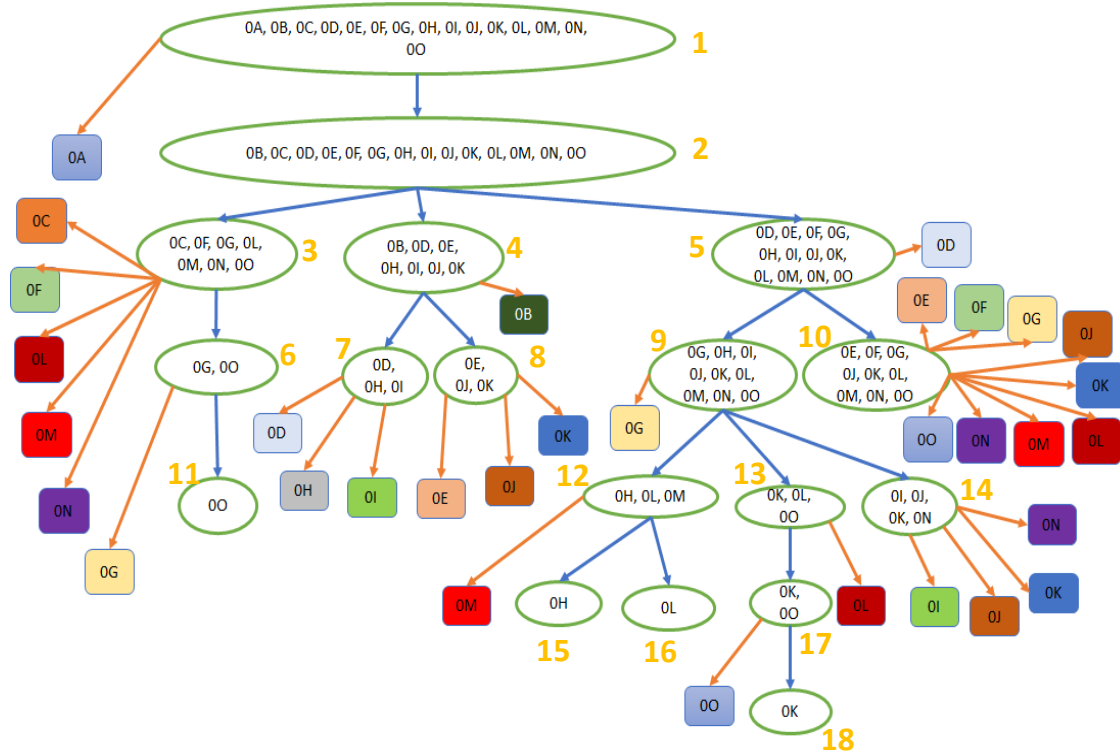 0A, 0B, 0C, 0D, 0E, 0F, 0G, 0H, 0I, 0J, 0K, 0L, 0M, 0N,
0O
1
0A
0B, 0C, 0D, 0E, 0F, 0G, 0H, 0I, 0J, 0K, 0L, 0M, 0N, 0O
2
0C
0C, 0F, 0G, 0L,
0M, 0N, 0O
3
0B, 0D, 0E,
0H, 0I, 0J, 0K
4
5
0D, 0E, 0F, 0G,
0H, 0I, 0J, 0K,
0L, 0M, 0N, 0O
0D
0F
0B
0E
0F
0G
0J
0L
0G, 0O
6
7
0D,
0H, 0I
0E,
0J, 0K
8
9
0G, 0H, 0I,
0J, 0K, 0L,
0M, 0N, 0O
10
0E, 0F, 0G,
0J, 0K, 0L,
0M, 0N, 0O
0K
0M
0D
0K
0G
0O
0N
0M
0L
0N
11
0O
0H
0I
0E
0J
12
0H, 0L, 0M
13
0K, 0L,
0O
0I, 0J,
0K, 0N
14
0N
0G
0M
0H
15
0L
16
0K,
0O
17
0L
0I
0J
0K
0O
0K
18